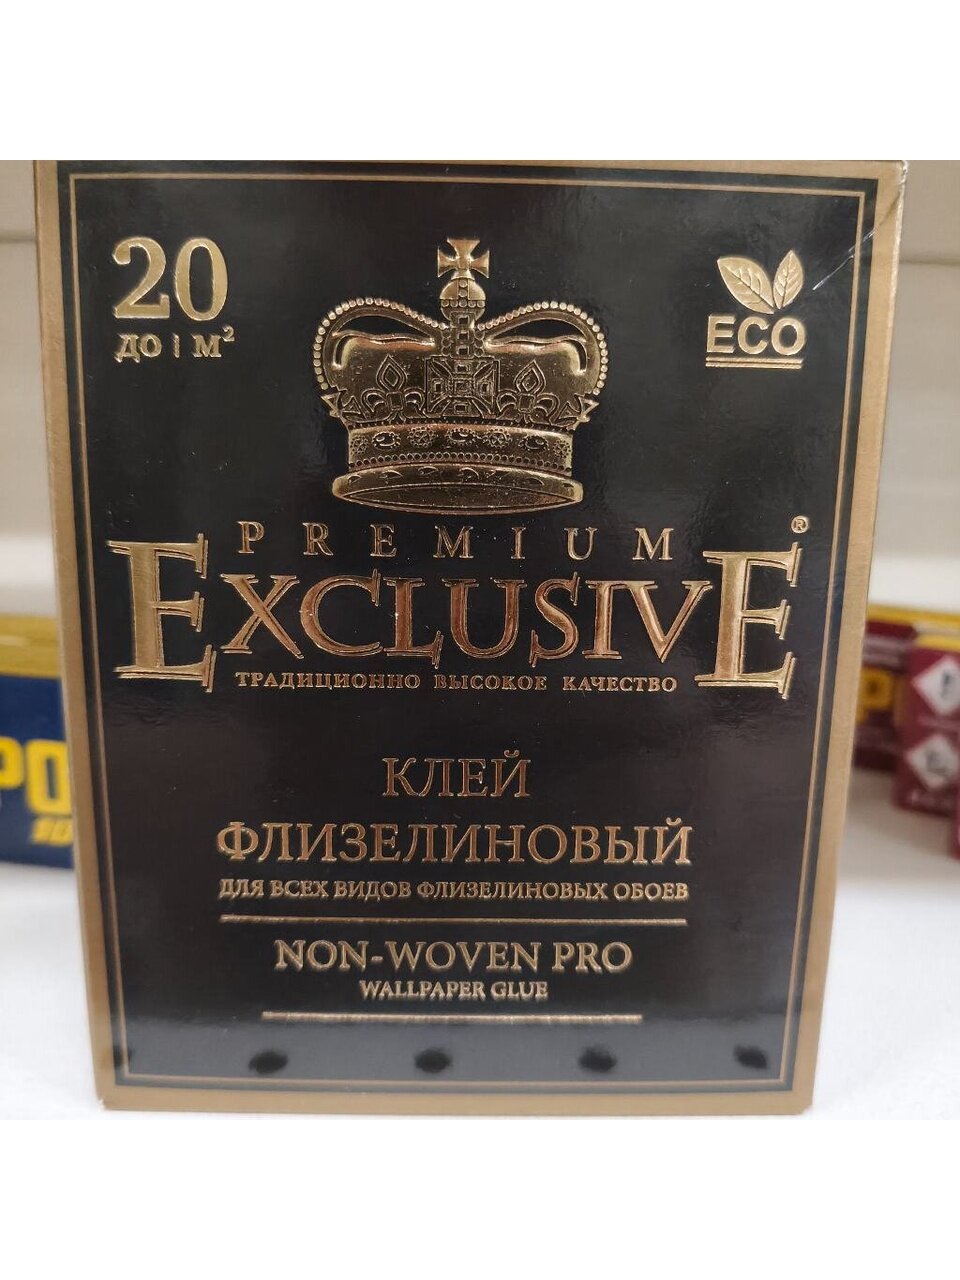 20
ДО | М²
ECO
PREMIUM
EXCLUSIVE®
ТРАДИЦИОННО ВЫСОКОЕ КАЧЕСТВО
КЛЕЙ
ФЛИЗЕЛИНОВЫЙ
ДЛЯ ВСЕХ ВИДОВ ФЛИЗЕЛИНОВЫХ ОБОЕВ
NON-WOVEN PRO
WALLPAPER GLUE